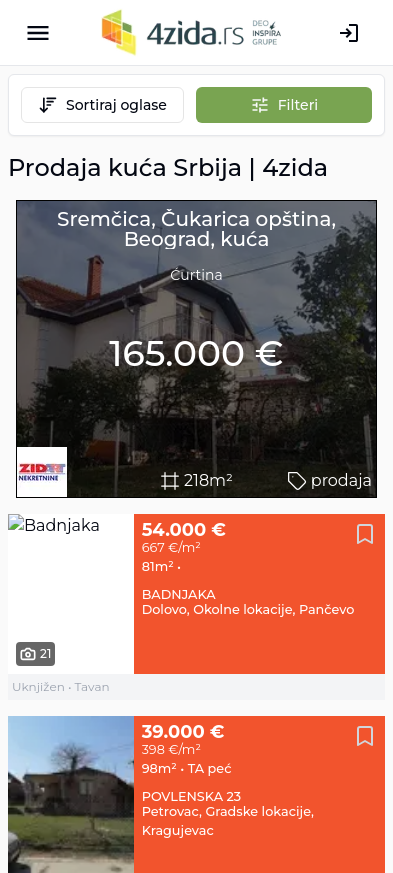 4zida.rs DEO INSPIRA GRUPE
Sortiraj oglase
Filteri
Prodaja kuća Srbija | 4zida
Sremčica, Čukarica opština,
Beograd, kuća
Ćurtina
165.000 €
ZIDTT
NEKRETNINE
218m²
prodaja
Badnjaka
21
54.000 €
667 €/m²
81m² •
BADNJAKA
Dolovo, Okolne lokacije, Pančevo
Uknjižen • Tavan
39.000 €
398 €/m²
98m² • TA peć
POVLENSKA 23
Petrovac, Gradske lokacije,
Kragujevac